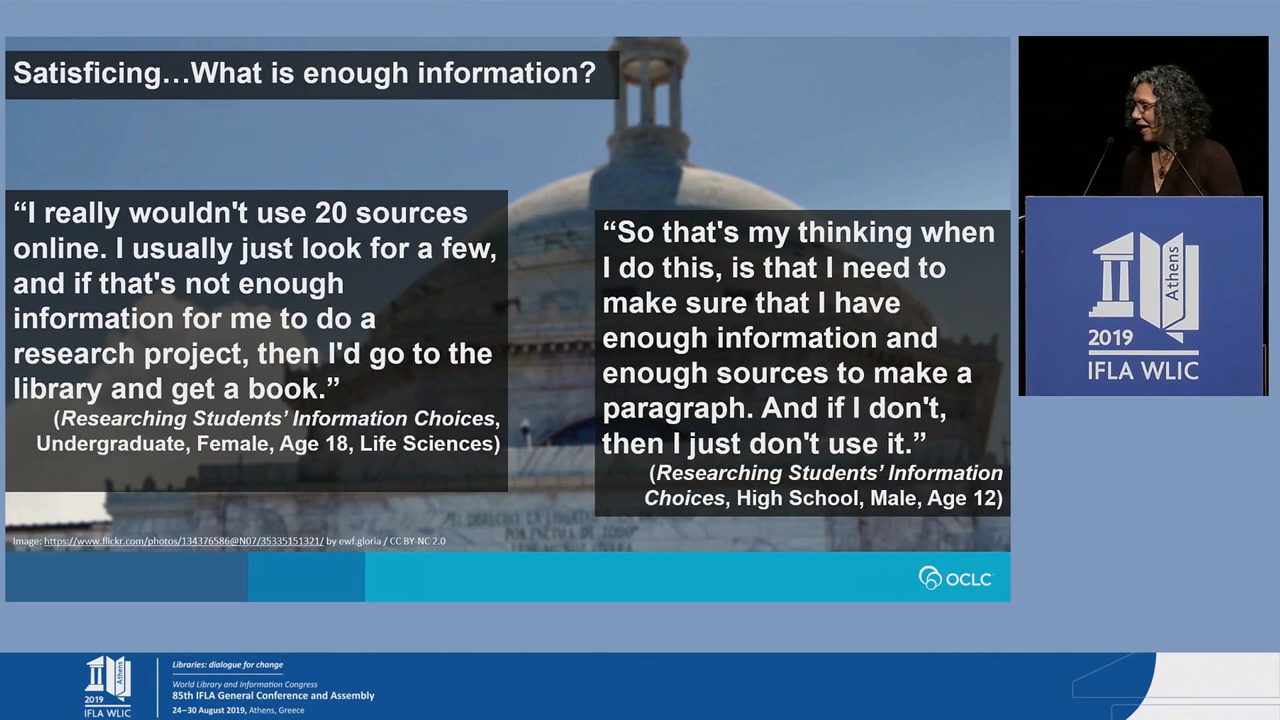 Satisficing…What is enough information?
“I really wouldn't use 20 sources
online. I usually just look for a few,
and if that's not enough
information for me to do a
research project, then I'd go to the
library and get a book.”
(Researching Students’ Information Choices,
Undergraduate, Female, Age 18, Life Sciences)
“So that's my thinking when
I do this, is that I need to
make sure that I have
enough information and
enough sources to make a
paragraph. And if I don't,
then I just don't use it.”
(Researching Students’ Information
Choices, High School, Male, Age 12)
Image: https://www.flickr.com/photos/134376586@N07/35335151321/ by ewf.gloria / CC BY-NC 2.0
OCLC
Athens
2019
IFLA WLIC
Athens
2019
IFLA WLIC
Libraries: dialogue for change
World Library and Information Congress
85th IFLA General Conference and Assembly
24–30 August 2019, Athens, Greece